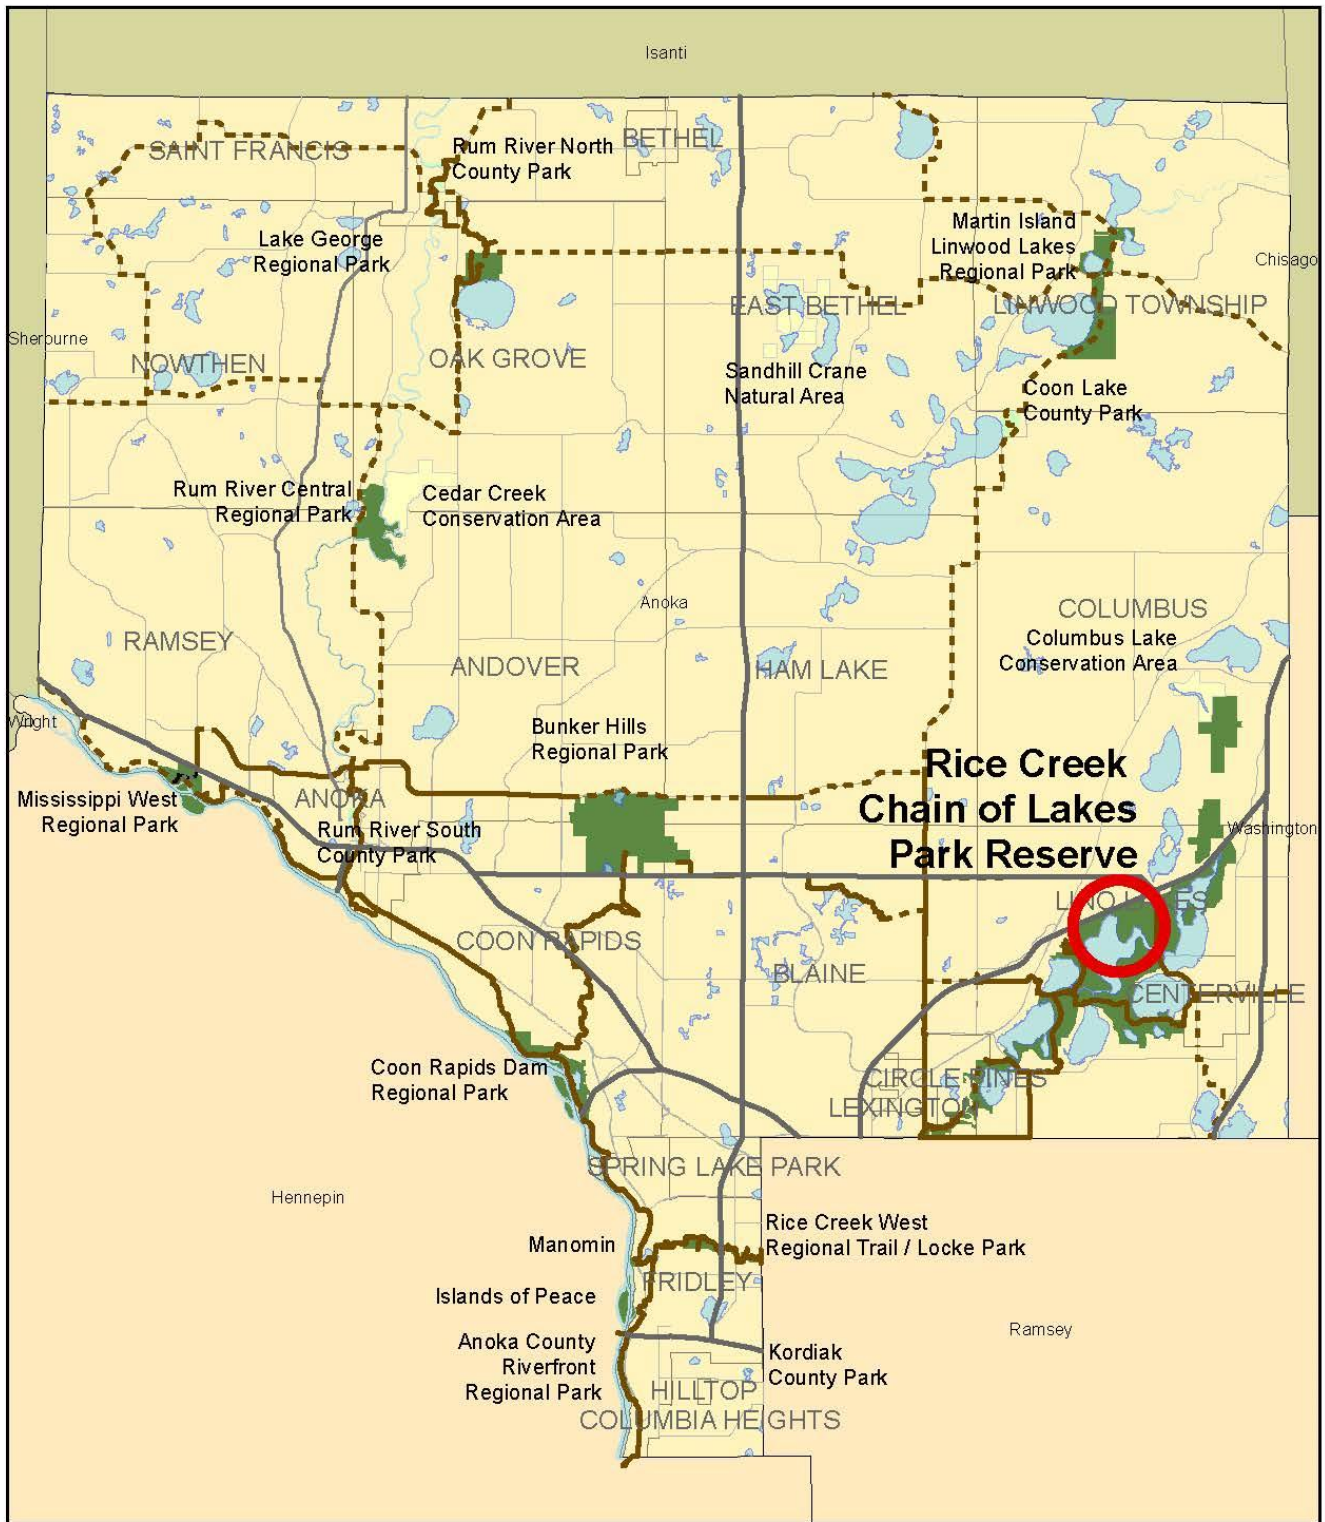 Isanti
SAINT FRANCIS
Rum River North
County Park
BETHEL
Lake George
Regional Park
Martin Island
Linwood Lakes
Regional Park
Chisago
EAST BETHEL
LINWOOD TOWNSHIP
Sherburne
NOWTHEN
OAK GROVE
Sandhill Crane
Natural Area
Coon Lake
County Park
Rum River Central
Regional Park
Cedar Creek
Conservation Area
Anoka
COLUMBUS
Columbus Lake
Conservation Area
RAMSEY
ANDOVER
HAM LAKE
Wright
Bunker Hills
Regional Park
Rice Creek
Chain of Lakes
Park Reserve
Mississippi West
Regional Park
ANOKA
Rum River South
County Park
Washington
LINO LAKES
COON RAPIDS
BLAINE
CENTERVILLE
Coon Rapids Dam
Regional Park
CIRCLE PINES
LEXINGTON
SPRING LAKE PARK
Hennepin
Manomin
Rice Creek West
Regional Trail / Locke Park
FRIDLEY
Islands of Peace
Anoka County
Riverfront
Regional Park
Ramsey
Kordiak
County Park
HILLTOP
COLUMBIA HEIGHTS